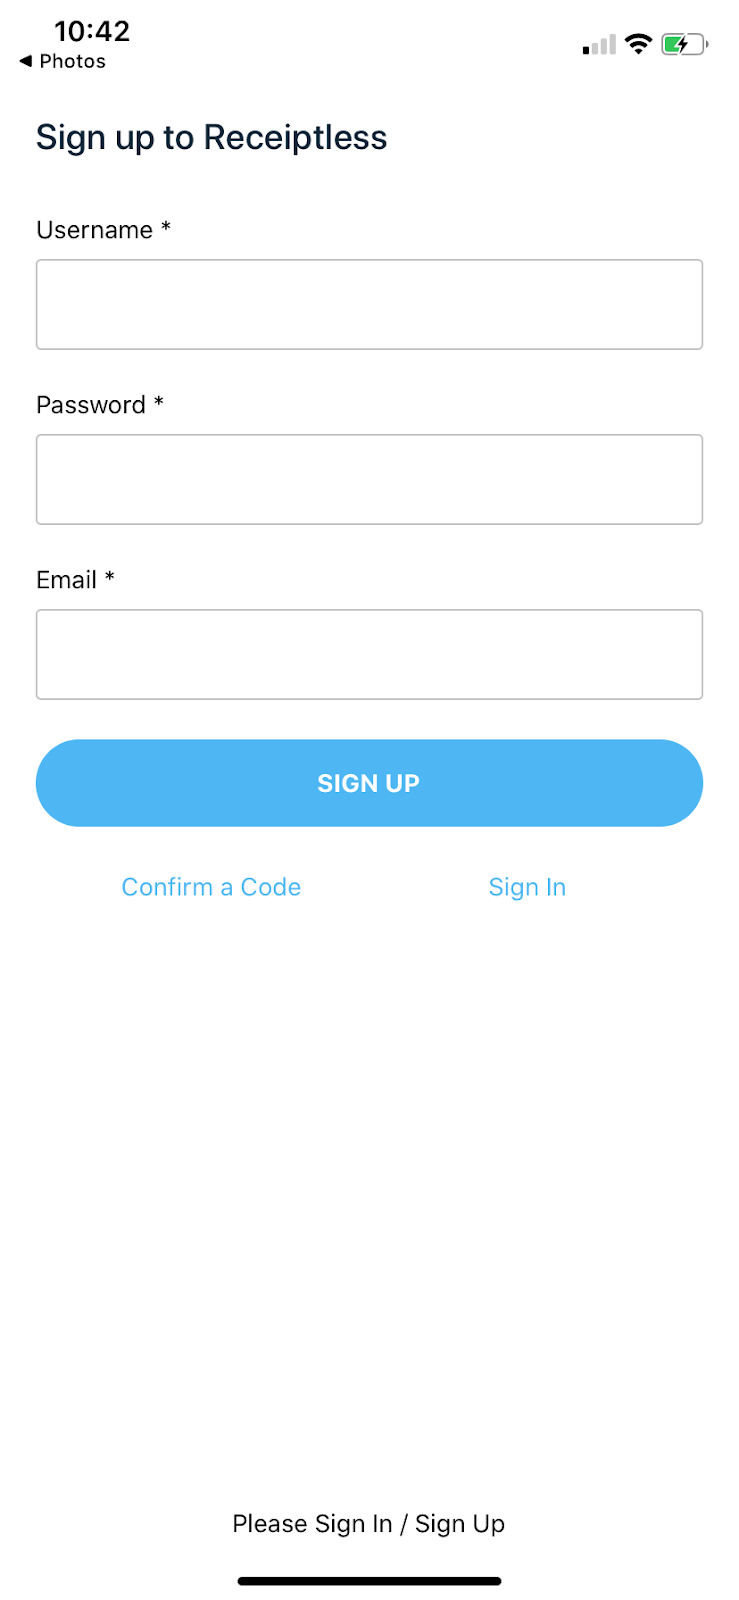 10:42
◀ Photos
Sign up to Receiptless
Username *
Password *
Email *
SIGN UP
Confirm a Code
Sign In
Please Sign In / Sign Up